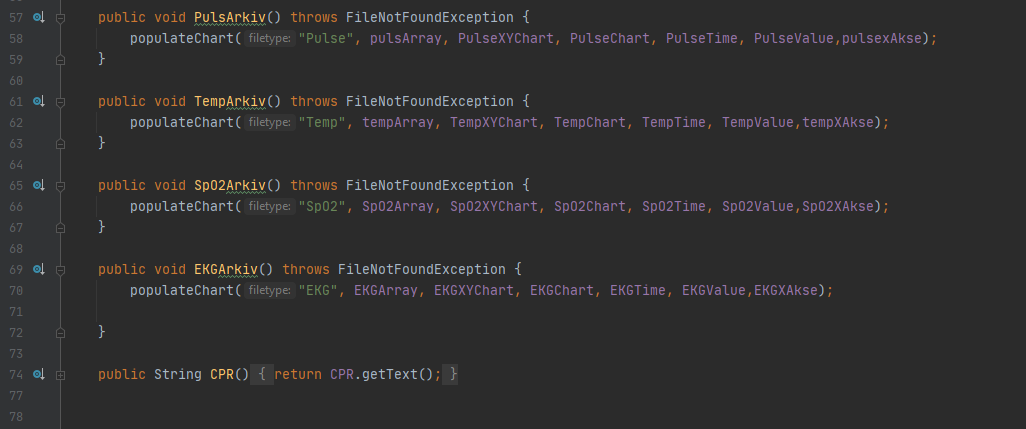 57 public void PulsArkiv() throws FileNotFoundException {
58 populateChart( filetype: "Pulse", pulsArray, PulseXYChart, PulseChart, PulseTime, PulseValue,pulsexAkse);
59 }
60
61 public void TempArkiv() throws FileNotFoundException {
62 populateChart( filetype: "Temp", tempArray, TempXYChart, TempChart, TempTime, TempValue,tempXAkse);
63 }
64
65 public void SpO2Arkiv() throws FileNotFoundException {
66 populateChart( filetype: "SpO2", SpO2Array, SpO2XYChart, SpO2Chart, SpO2Time, SpO2Value,SpO2XAkse);
67 }
68
69 public void EKGArkiv() throws FileNotFoundException {
70 populateChart( filetype: "EKG", EKGArray, EKGXYChart, EKGChart, EKGTime, EKGValue,EKGXAkse);
71
72 }
73
74 public String CPR() { return CPR.getText(); }
77
78